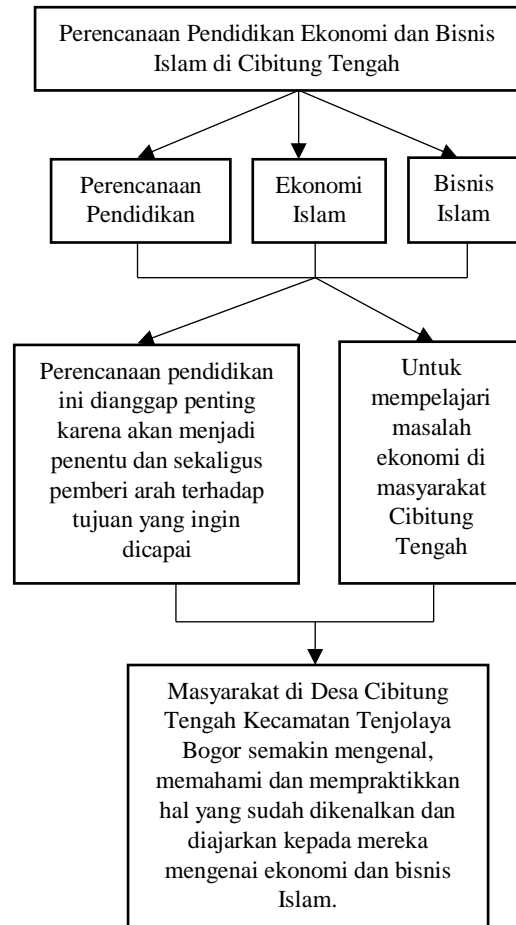 Perencanaan Pendidikan Ekonomi dan Bisnis
Islam di Cibitung Tengah
Perencanaan
Pendidikan
Ekonomi
Islam
Bisnis
Islam
Perencanaan pendidikan
ini dianggap penting
karena akan menjadi
penentu dan sekaligus
pemberi arah terhadap
tujuan yang ingin
dicapai
Untuk
mempelajari
masalah
ekonomi di
masyarakat
Cibitung
Tengah
Masyarakat di Desa Cibitung
Tengah Kecamatan Tenjolaya
Bogor semakin mengenal,
memahami dan mempraktikkan
hal yang sudah dikenalkan dan
diajarkan kepada mereka
mengenai ekonomi dan bisnis
Islam.